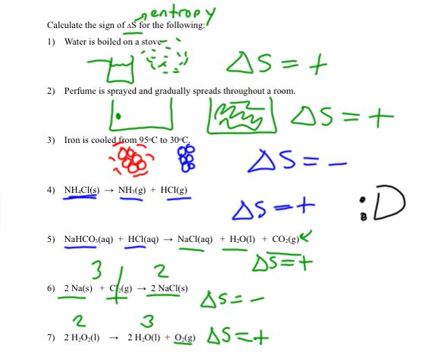 entropy
Calculate the sign of ΔS for the following:
1) Water is boiled on a stove
ΔS = +
2) Perfume is sprayed and gradually spreads throughout a room.
ΔS = +
3) Iron is cooled from 95°C to 30°C.
ΔS = -
4) NH₄Cl(s) → NH₃(g) + HCl(g)
ΔS = + :D
5) NaHCO₃(aq) + HCl(aq) → NaCl(aq) + H₂O(l) + CO₂(g)
ΔS = +
3 2
6) 2 Na(s) + Cl₂(g) → 2 NaCl(s)
ΔS = -
2 3
7) 2 H₂O₂(l) → 2 H₂O(l) + O₂(g) ΔS = +